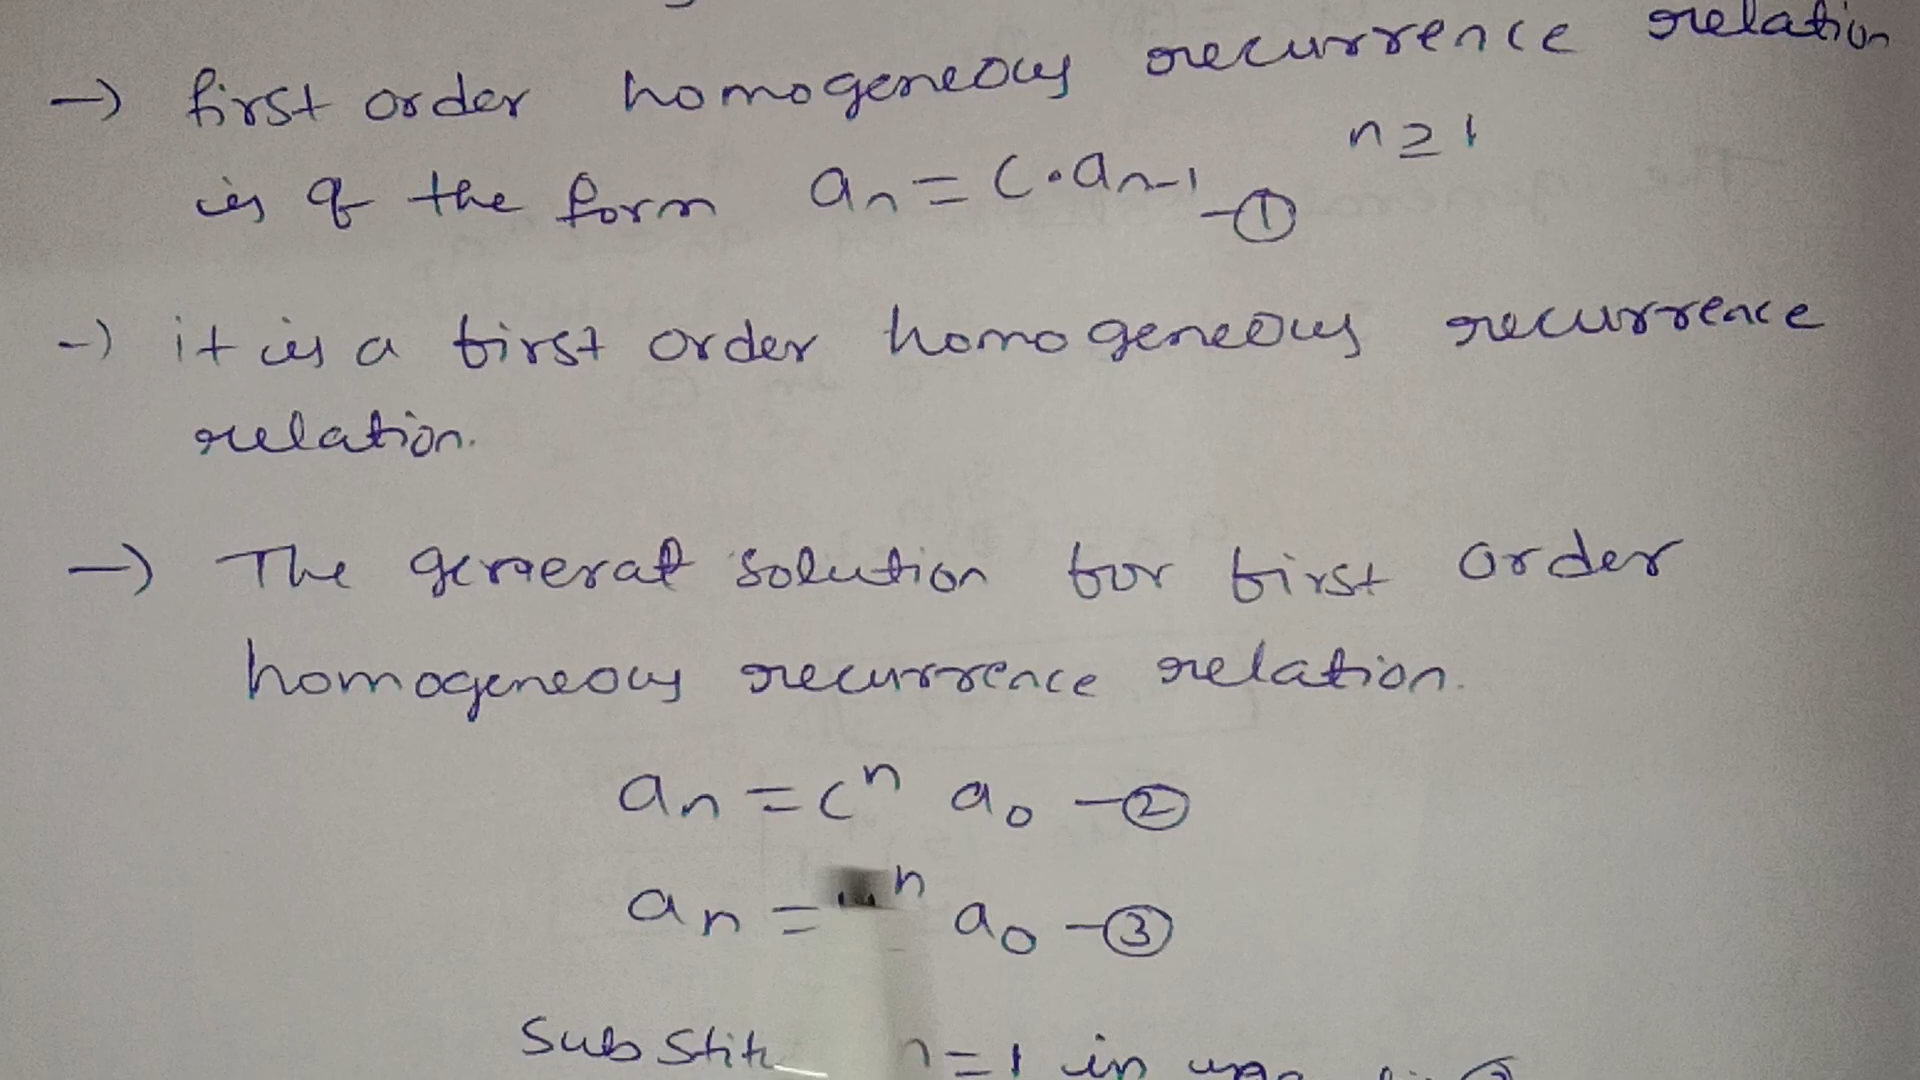 → first order homogeneous recurrence relation
is of the form an = c.an-1 -① n≥1
→ it is a first order homogeneous recurrence
relation.
→ The general solution for first order
homogeneous recurrence relation.
an = cⁿ a₀ -②
an = ⁿ a₀ -③
n=1 in